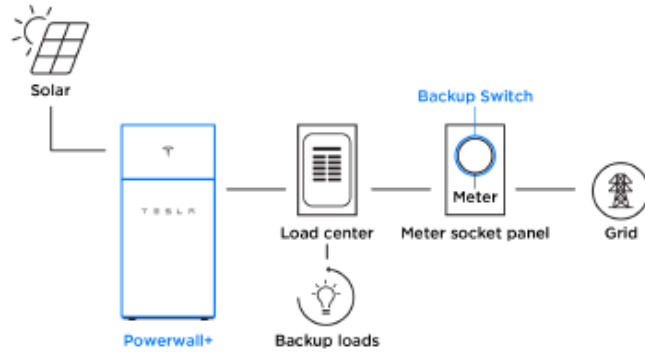 Solar
Backup Switch
TESLA
Meter
Load center
Meter socket panel
Grid
Powerwall+
Backup loads